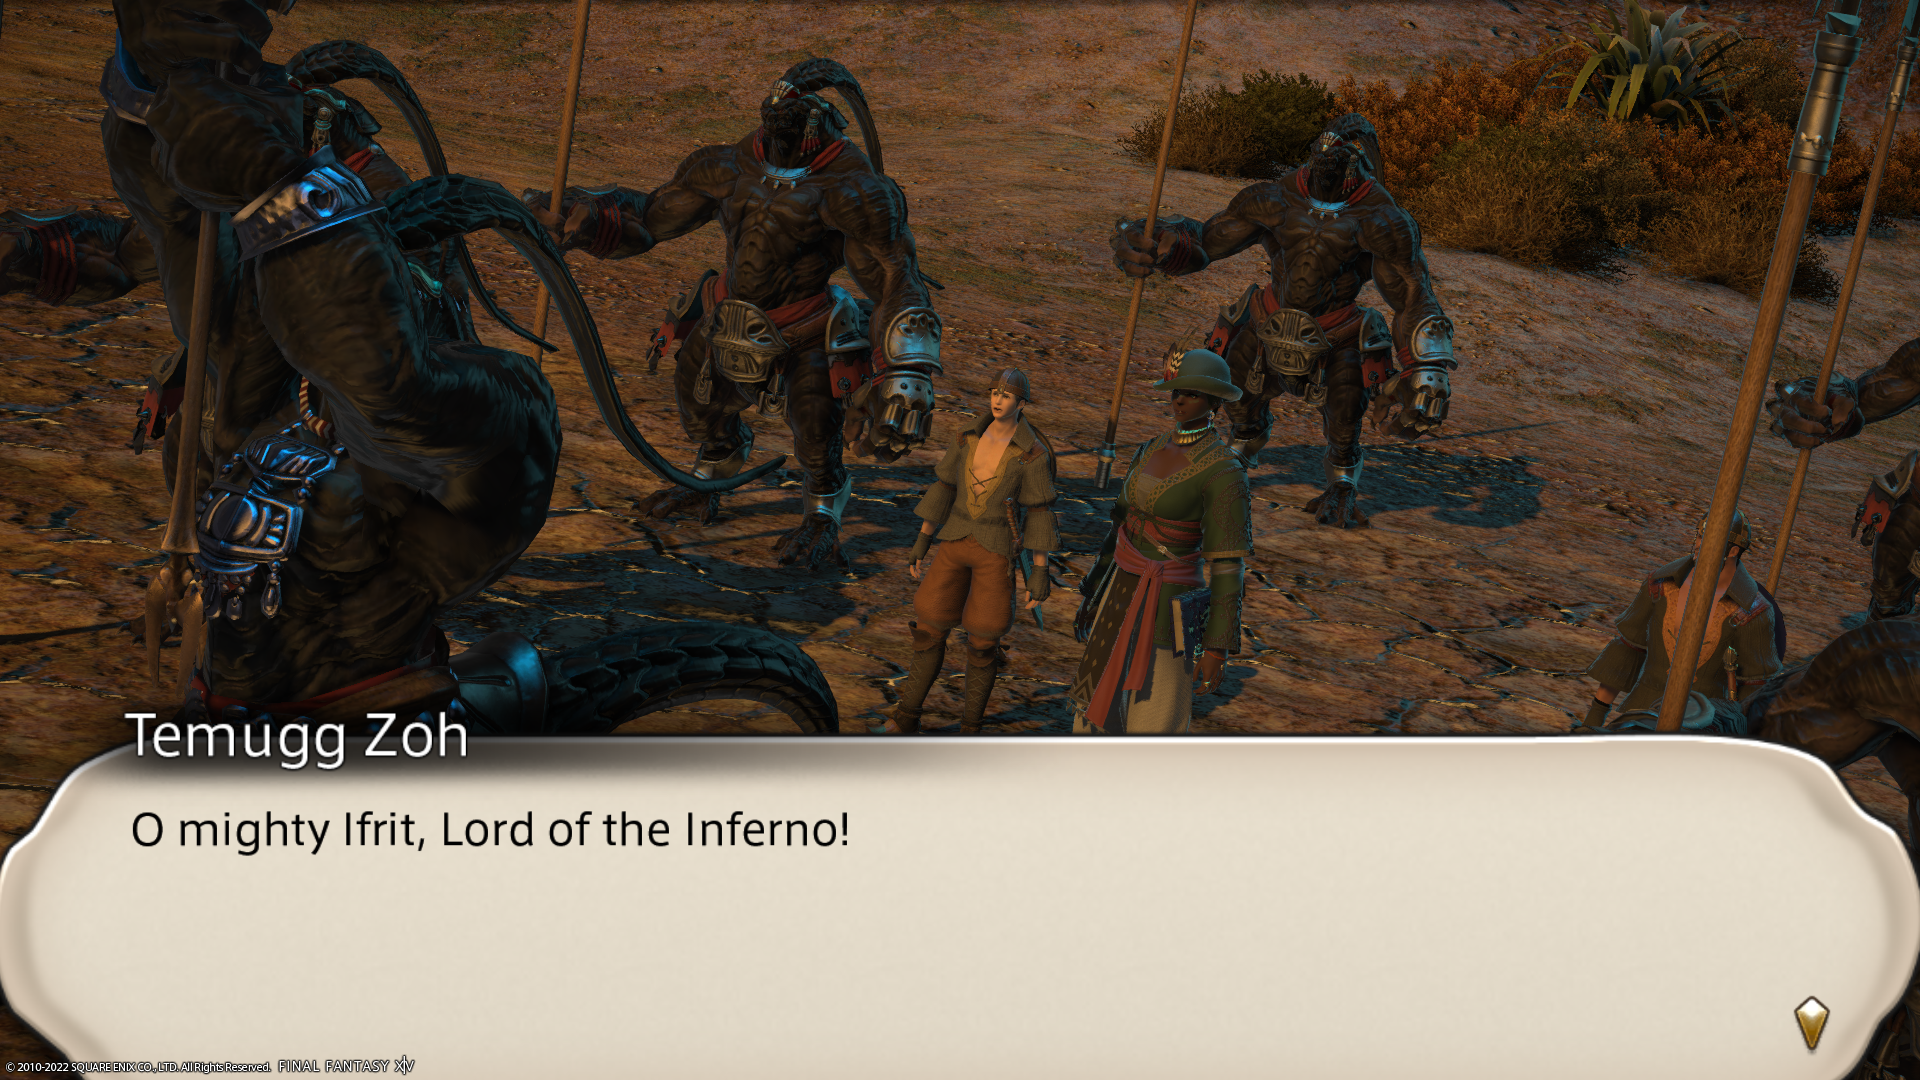 Temugg Zoh
O mighty Ifrit, Lord of the Inferno!
© 2010-2022 SQUARE ENIX CO., LTD. All Rights Reserved. FINAL FANTASY XIV